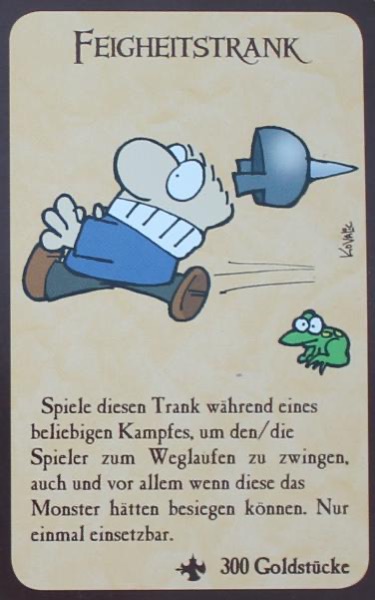 Feigheitstrank
Kovalic
Spiele diesen Trank während eines
beliebigen Kampfes, um den/die
Spieler zum Weglaufen zu zwingen,
auch und vor allem wenn diese das
Monster hätten besiegen können. Nur
einmal einsetzbar.
300 Goldstücke